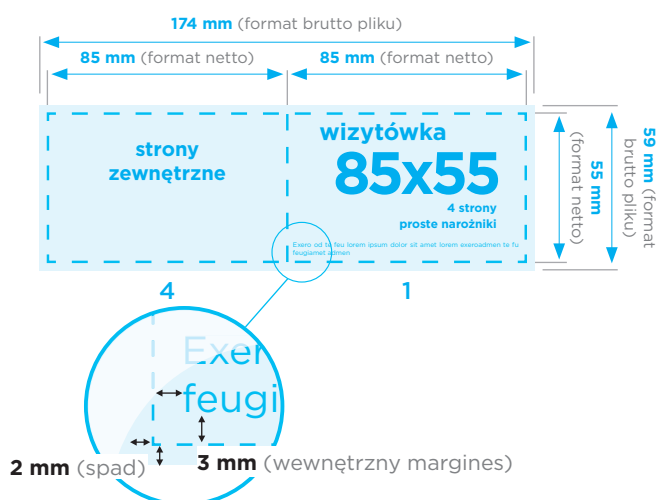 174 mm (format brutto pliku)
85 mm (format netto)
85 mm (format netto)
strony
zewnętrzne
wizytówka
85x55
4 strony
proste narożniki
Exero od te feu lorem ipsum dolor sit amet lorem exeroadmen te fu
feugiamet admen
55 mm
(format netto)
59 mm (format
brutto pliku)
4
1
Exer
feugi
2 mm (spad)
3 mm (wewnętrzny margines)